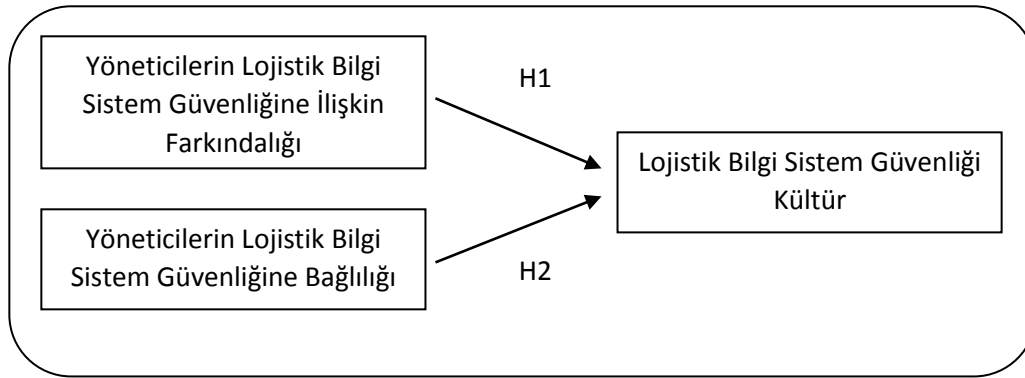 Yöneticilerin Lojistik Bilgi
Sistem Güvenliğine İlişkin
Farkındalığı
H1
Lojistik Bilgi Sistem Güvenliği
Kültür
Yöneticilerin Lojistik Bilgi
Sistem Güvenliğine Bağlılığı
H2